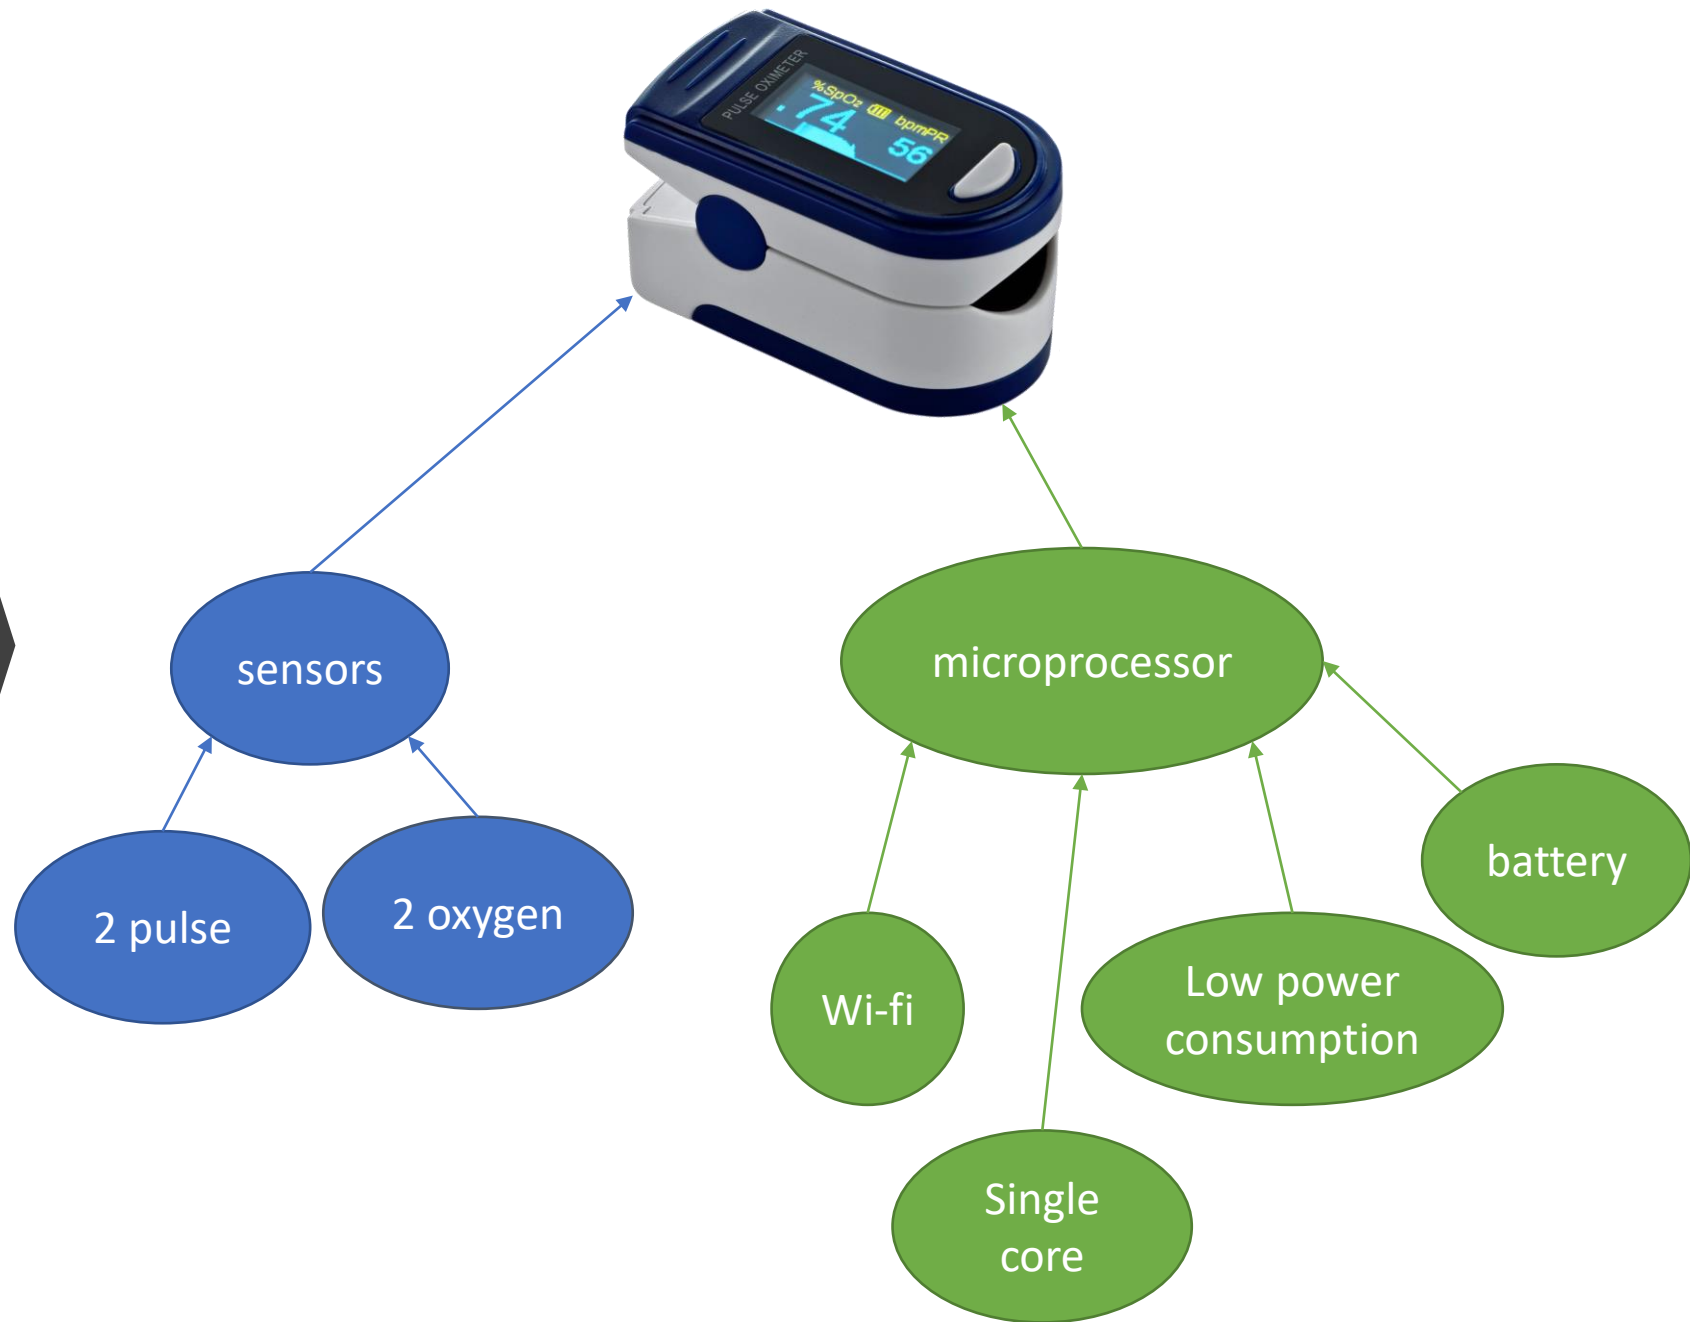 PULSE OXIMETER
%SpO₂ bpmPR
74 56
sensors
microprocessor
2 pulse
2 oxygen
battery
Wi-fi
Low power
consumption
Single
core